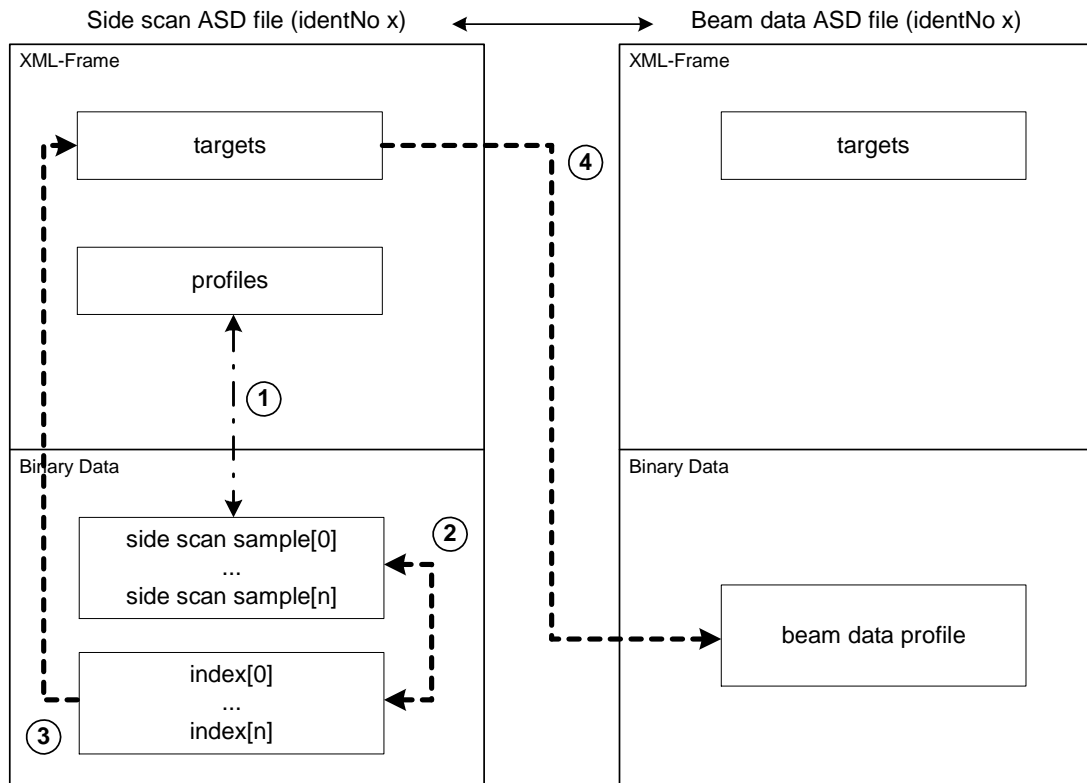 Side scan ASD file (identNo x)
Beam data ASD file (identNo x)
XML-Frame
targets
profiles
1
Binary Data
side scan sample[0]
...
side scan sample[n]
2
index[0]
...
index[n]
3
4
XML-Frame
targets
Binary Data
beam data profile